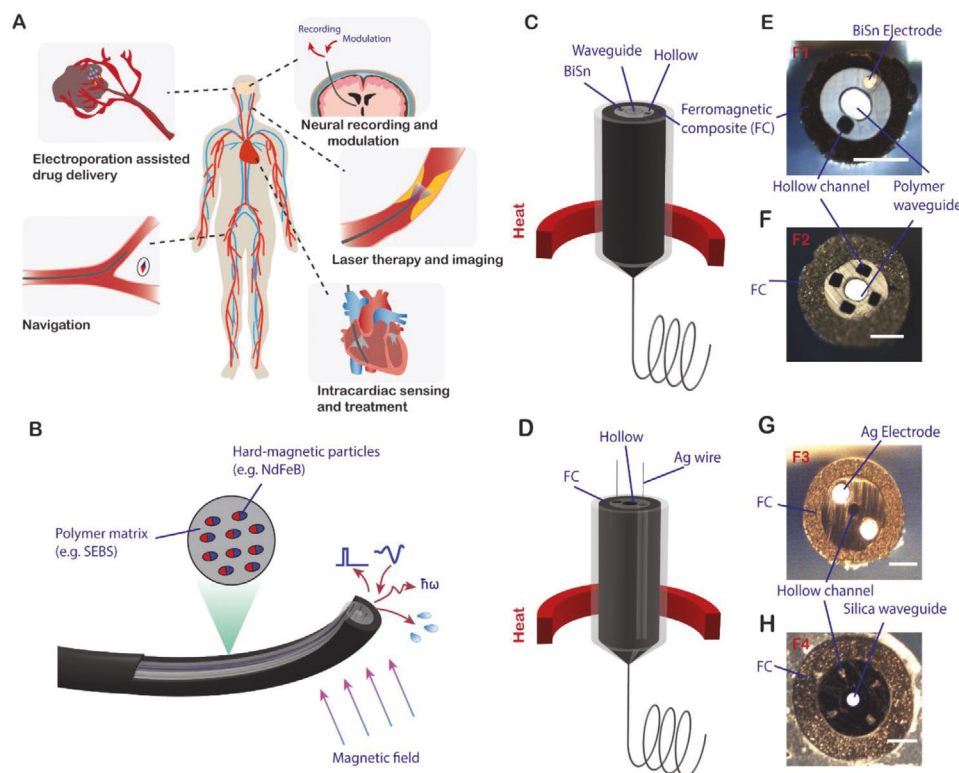 A
Recording
Modulation
Neural recording and
modulation
Electroporation assisted
drug delivery
Laser therapy and imaging
Navigation
Intracardiac sensing
and treatment
B
Hard-magnetic particles
(e.g. NdFeB)
Polymer matrix
(e.g. SEBS)
ħω
Magnetic field
C
Waveguide
Hollow
BiSn
Ferromagnetic
composite (FC)
Heat
D
Hollow
Ag wire
FC
Heat
E
BiSn Electrode
F1
Hollow channel
Polymer
waveguide
F
F2
FC
G
Ag Electrode
F3
FC
Hollow channel
Silica waveguide
H
F4
FC